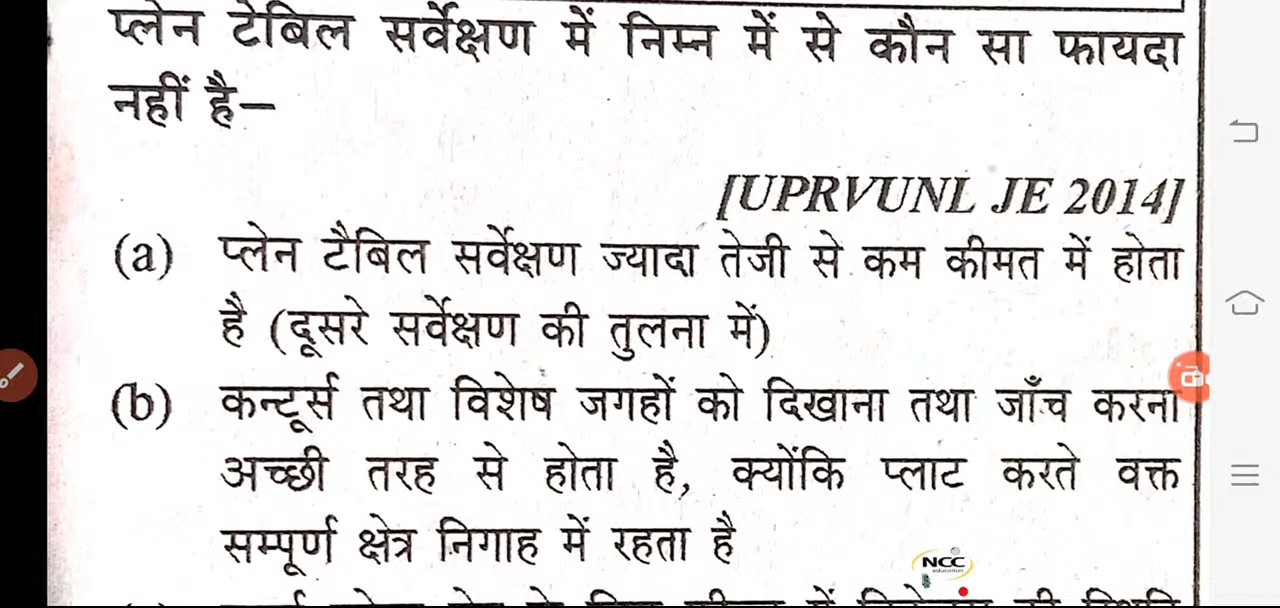 प्लेन टेबिल सर्वेक्षण में निम्न में से कौन सा फायदा
नहीं है–
[UPRVUNL JE 2014]
(a) प्लेन टैबिल सर्वेक्षण ज्यादा तेजी से कम कीमत में होता
है (दूसरे सर्वेक्षण की तुलना में)
(b) कन्टूर्स तथा विशेष जगहों को दिखाना तथा जाँच करना
अच्छी तरह से होता है, क्योंकि प्लाट करते वक्त
सम्पूर्ण क्षेत्र निगाह में रहता है
NCC
education